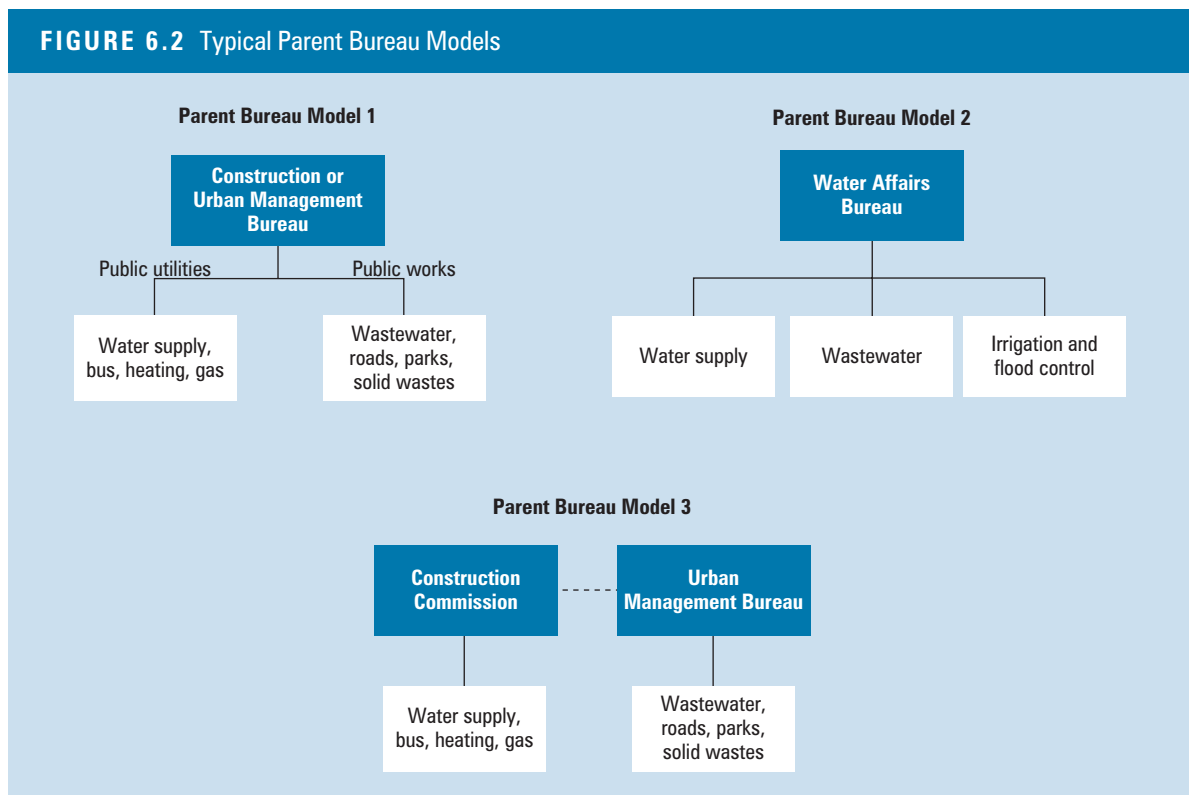 FIGURE 6.2 Typical Parent Bureau Models
Parent Bureau Model 1
Construction or
Urban Management
Bureau
Public utilities
Public works
Water supply,
bus, heating, gas
Wastewater,
roads, parks,
solid wastes
Parent Bureau Model 2
Water Affairs
Bureau
Water supply
Wastewater
Irrigation and
flood control
Parent Bureau Model 3
Construction
Commission
Urban
Management Bureau
Water supply,
bus, heating, gas
Wastewater,
roads, parks,
solid wastes